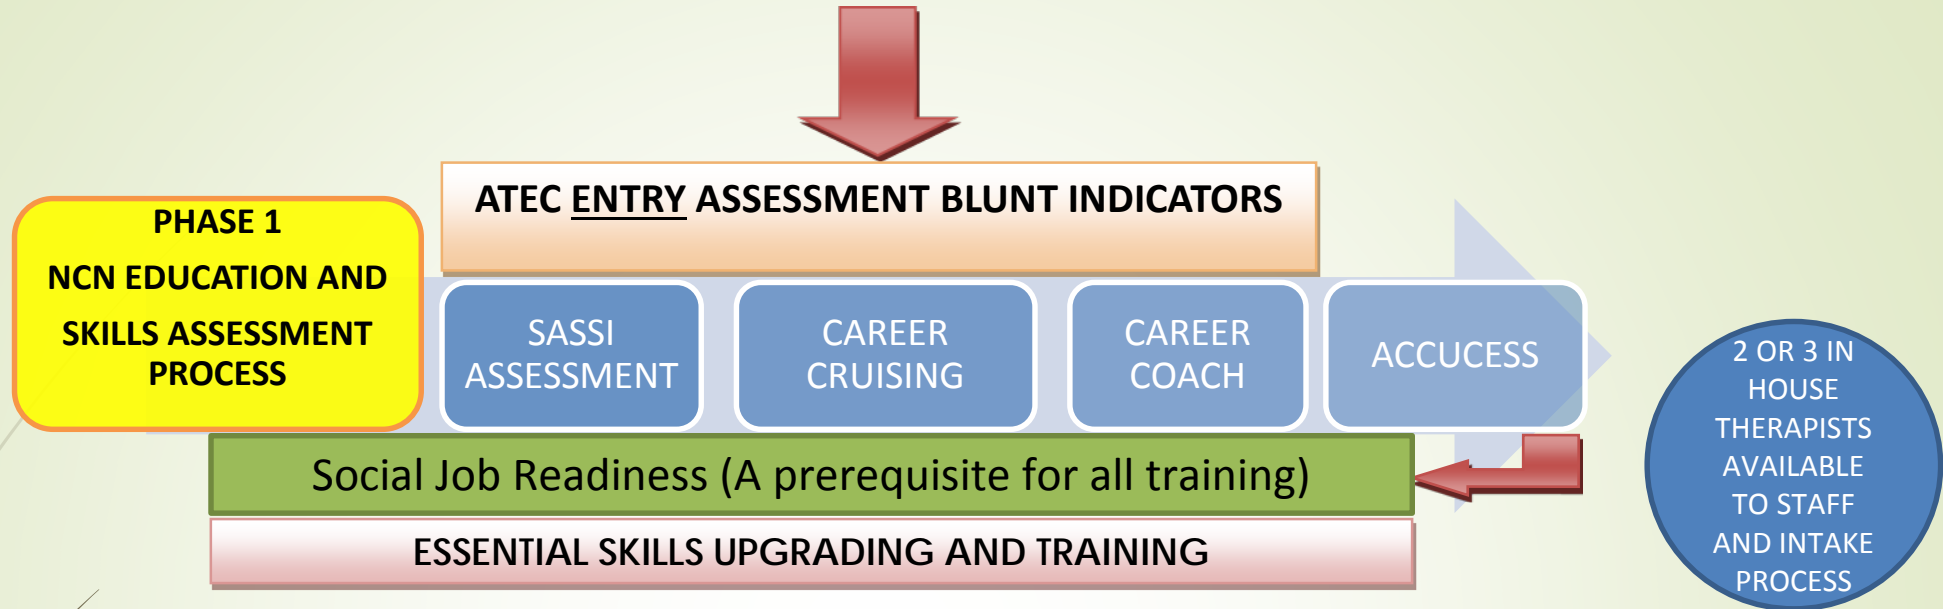 ATEC ENTRY ASSESSMENT BLUNT INDICATORS
PHASE 1
NCN EDUCATION AND
SKILLS ASSESSMENT
PROCESS
SASSI
ASSESSMENT
CAREER
CRUISING
CAREER
COACH
ACCUCESS
2 OR 3 IN
HOUSE
THERAPISTS
AVAILABLE
TO STAFF
AND INTAKE
PROCESS
Social Job Readiness (A prerequisite for all training)
ESSENTIAL SKILLS UPGRADING AND TRAINING